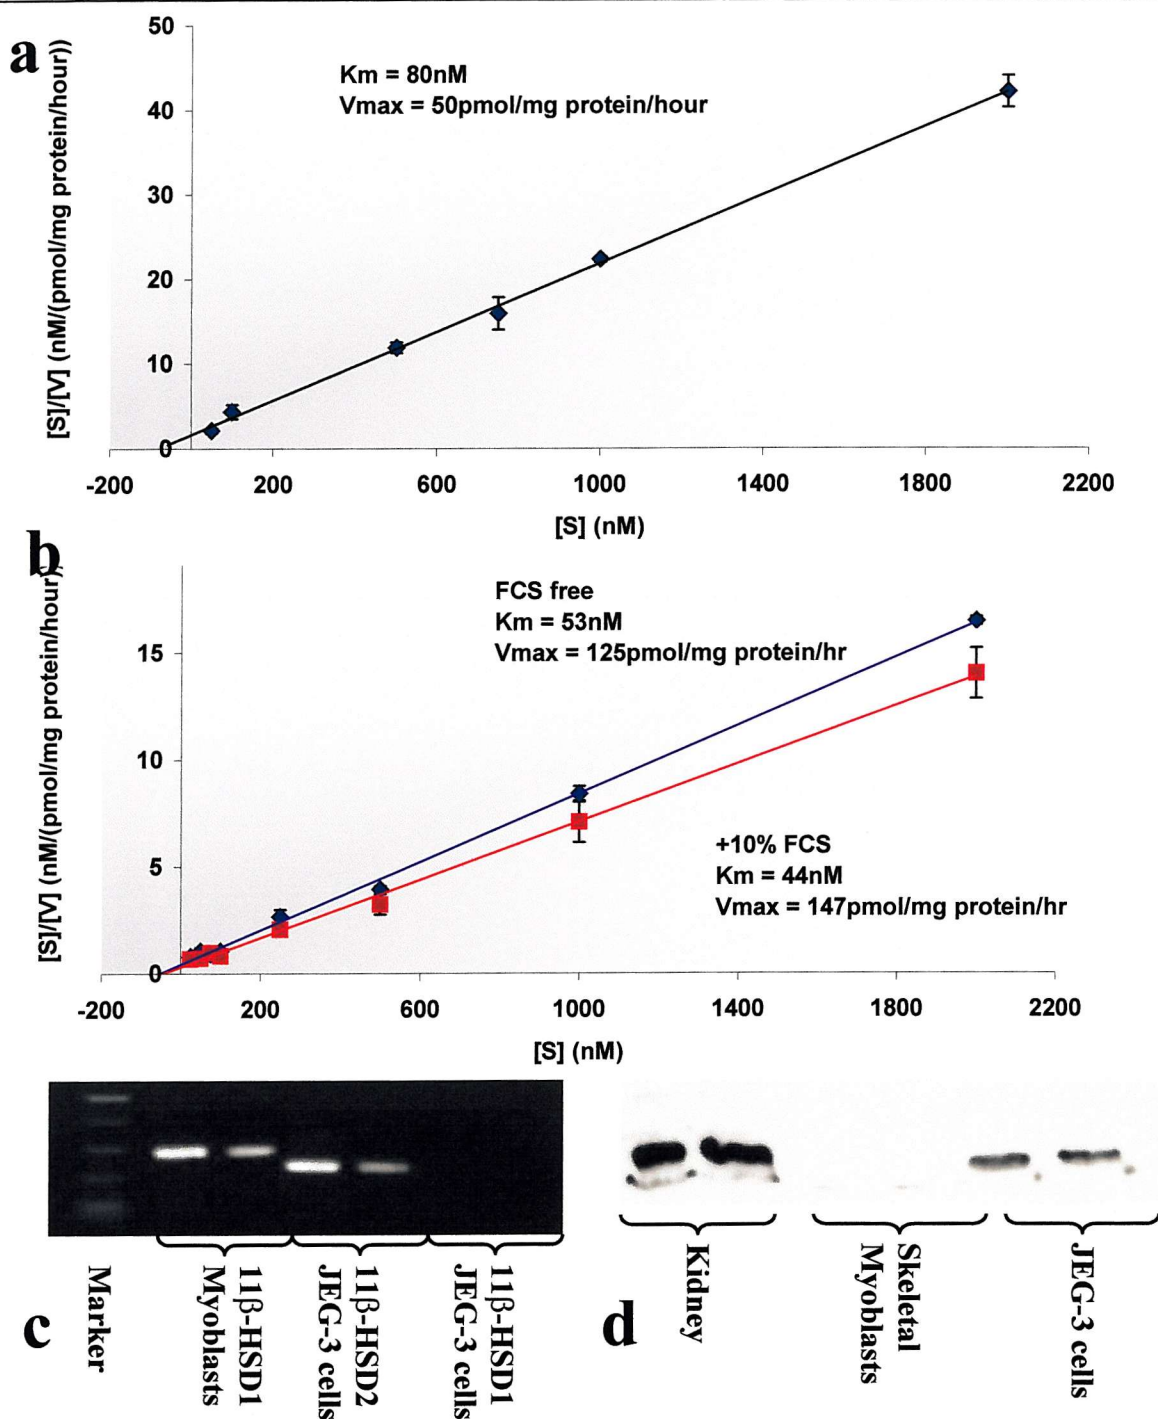 a
50
40
30
20
10
0
[S]/[V] (nM/(pmol/mg protein/hour))
Km = 80nM
Vmax = 50pmol/mg protein/hour
-200 200 600 1000 1400 1800 2200
[S] (nM)
b
15
10
5
0
[S]/[V] (nM/(pmol/mg protein/hour))
FCS free
Km = 53nM
Vmax = 125pmol/mg protein/hr
+10% FCS
Km = 44nM
Vmax = 147pmol/mg protein/hr
-200 200 600 1000 1400 1800 2200
[S] (nM)
c
Marker
11β-HSD1
Myoblasts
11β-HSD2
JEG-3 cells
11β-HSD1
JEG-3 cells
d
Kidney
Skeletal
Myoblasts
JEG-3 cells